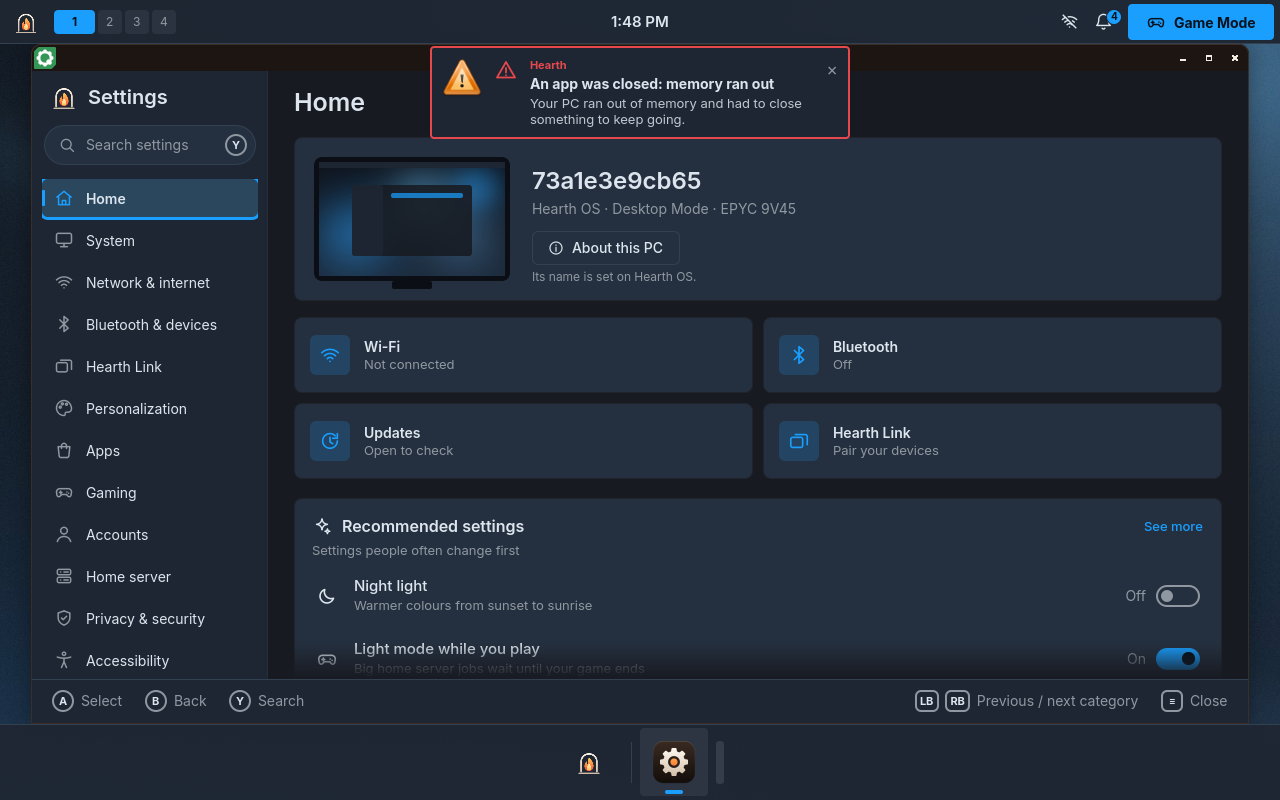 1
2
3
4
1:48 PM
4
Game Mode
Hearth
An app was closed: memory ran out
Your PC ran out of memory and had to close
something to keep going.
Settings
Search settings
Y
Home
System
Network & internet
Bluetooth & devices
Hearth Link
Personalization
Apps
Gaming
Accounts
Home server
Privacy & security
Accessibility
Home
73a1e3e9cb65
Hearth OS · Desktop Mode · EPYC 9V45
About this PC
Its name is set on Hearth OS.
Wi-Fi
Not connected
Bluetooth
Off
Updates
Open to check
Hearth Link
Pair your devices
Recommended settings
See more
Settings people often change first
Night light
Warmer colours from sunset to sunrise
Off
Light mode while you play
Big home server jobs wait until your game ends
On
A Select
B Back
Y Search
LB RB Previous / next category
Close